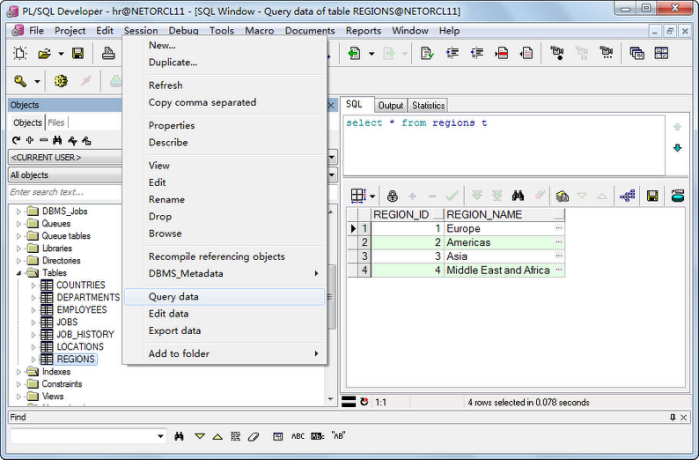 PL/SQL Developer - hr@NETORCL11 - [SQL Window - Query data of table REGIONS@NETORCL11]
File Project Edit Session Debug Tools Macro Documents Reports Window Help
Objects
Objects Files
<CURRENT USER>
All objects
Enter search text...
DBMS_Jobs
Queues
Queue tables
Libraries
Directories
Tables
COUNTRIES
DEPARTMENTS
EMPLOYEES
JOBS
JOB_HISTORY
LOCATIONS
REGIONS
Indexes
Constraints
Views
New...
Duplicate...
Refresh
Copy comma separated
Properties
Describe
View
Edit
Rename
Drop
Browse
Recompile referencing objects
DBMS_Metadata
Query data
Edit data
Export data
Add to folder
SQL Output Statistics
select * from regions t
REGION_ID REGION_NAME
1 1 Europe ...
2 2 Americas ...
3 3 Asia ...
4 4 Middle East and Africa ...
1:1 4 rows selected in 0.078 seconds
Find
ABC "AB"